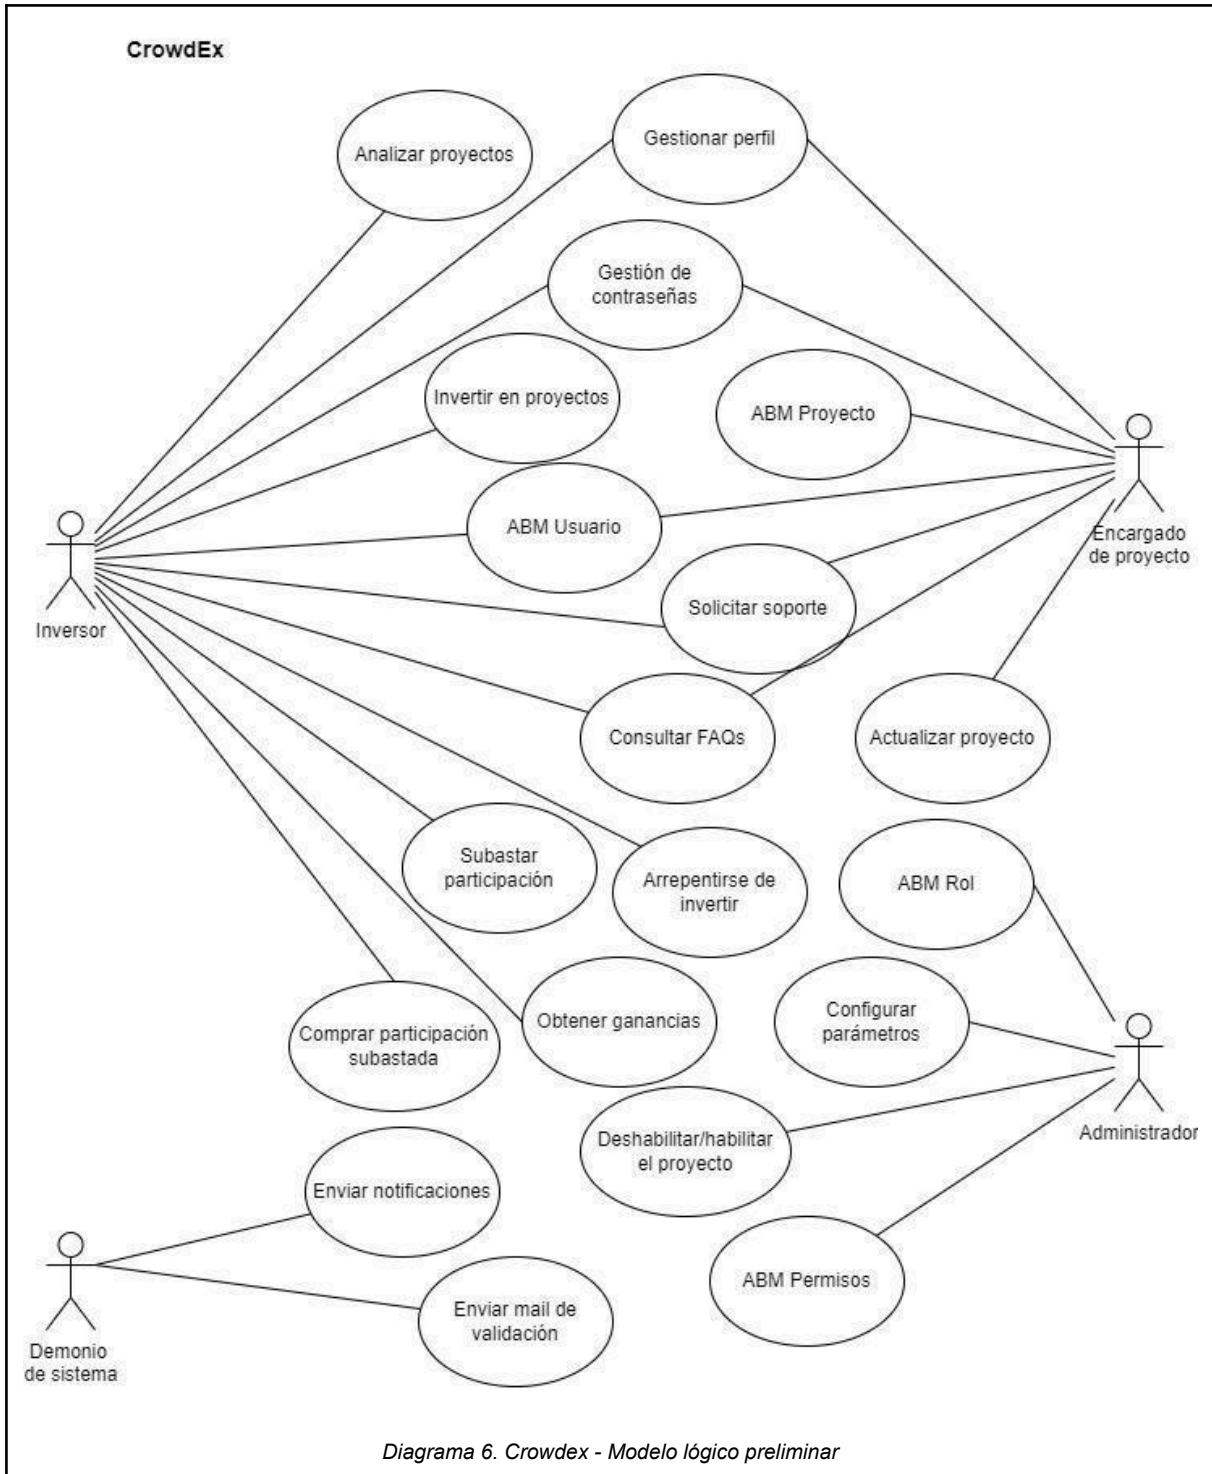 CrowdEx
Analizar proyectos
Gestionar perfil
Gestión de
contraseñas
Invertir en proyectos
ABM Proyecto
ABM Usuario
Encargado
de proyecto
Inversor
Solicitar soporte
Consultar FAQs
Actualizar proyecto
Subastar
participación
Arrepentirse de
invertir
ABM Rol
Comprar participación
subastada
Obtener ganancias
Configurar
parámetros
Administrador
Deshabilitar/habilitar
el proyecto
Enviar notificaciones
ABM Permisos
Enviar mail de
validación
Demonio
de sistema
Diagrama 6. Crowdex - Modelo lógico preliminar